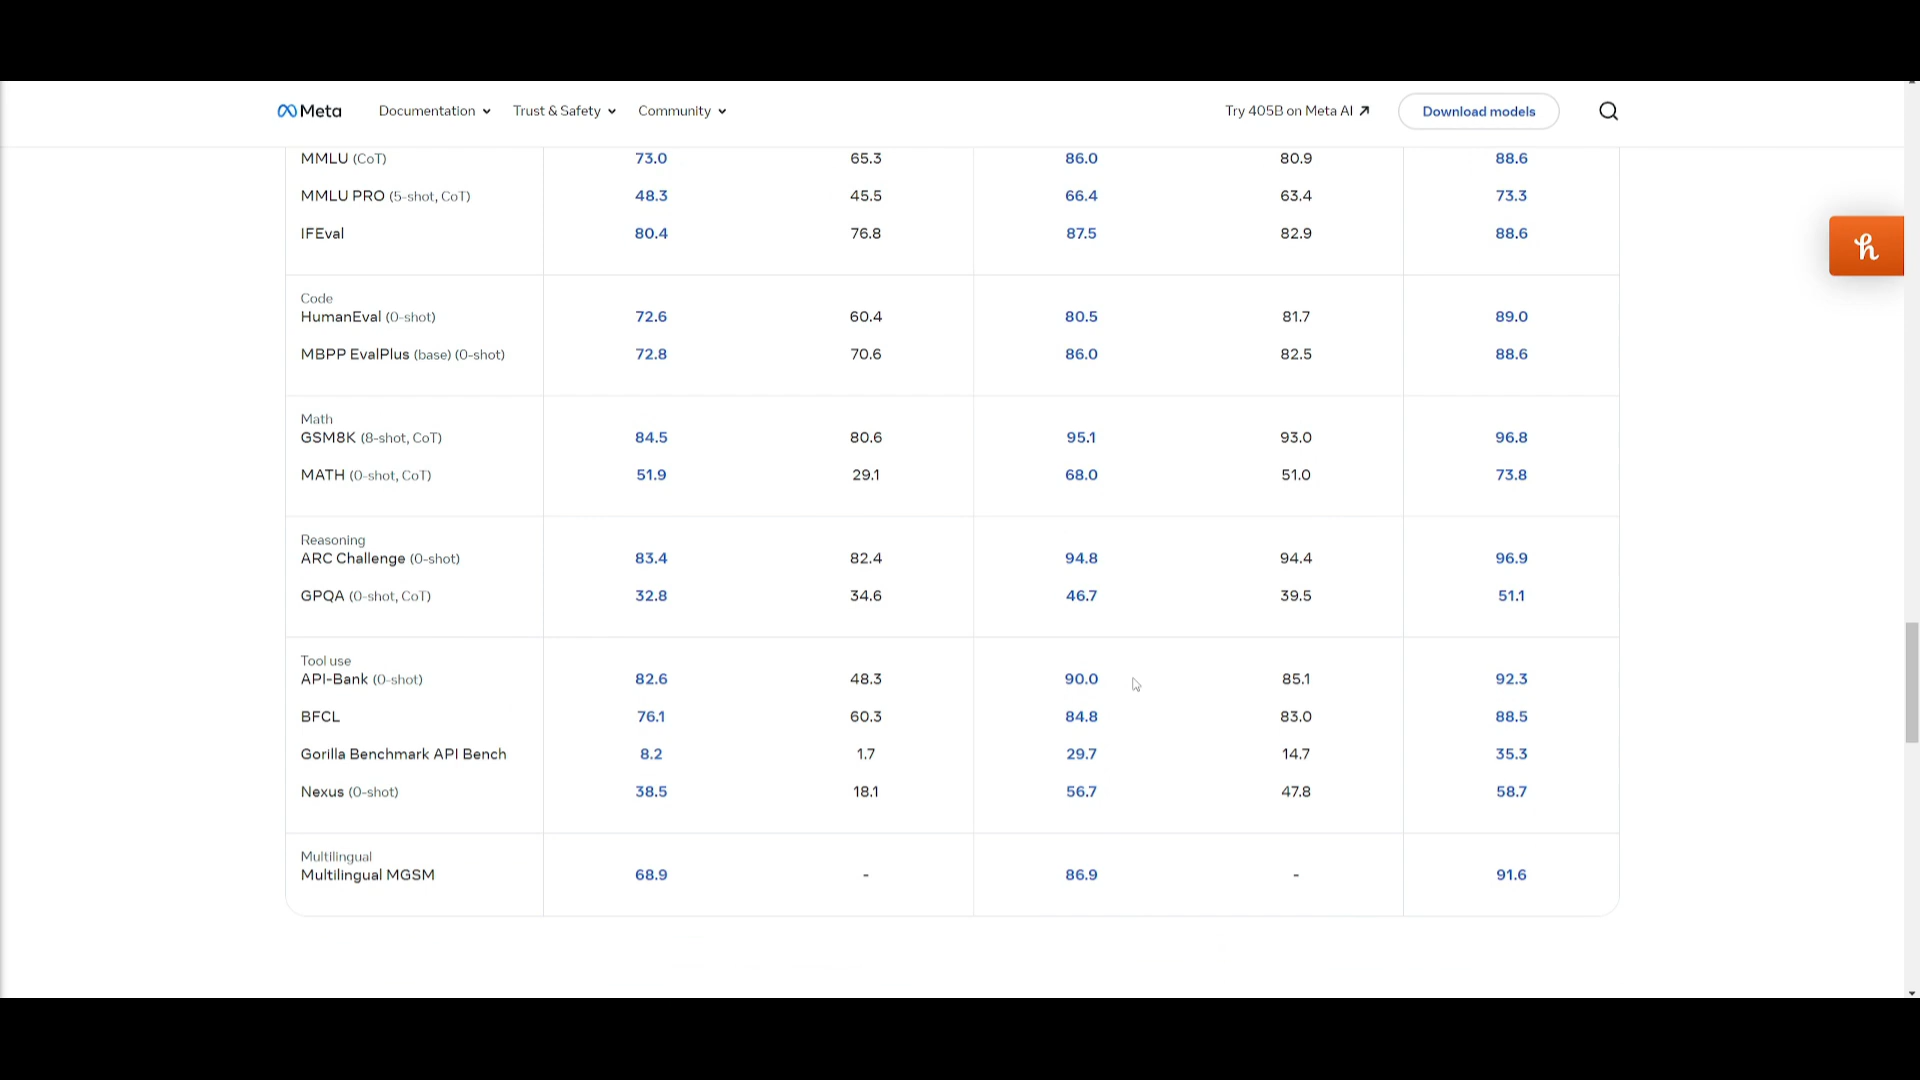 Meta Documentation Trust & Safety Community Try 405B on Meta AI Download models
MMLU (CoT) 73.0 65.3 86.0 80.9 88.6
MMLU PRO (5-shot, CoT) 48.3 45.5 66.4 63.4 73.3
IFEval 80.4 76.8 87.5 82.9 88.6
Code
HumanEval (0-shot) 72.6 60.4 80.5 81.7 89.0
MBPP EvalPlus (base) (0-shot) 72.8 70.6 86.0 82.5 88.6
Math
GSM8K (8-shot, CoT) 84.5 80.6 95.1 93.0 96.8
MATH (0-shot, CoT) 51.9 29.1 68.0 51.0 73.8
Reasoning
ARC Challenge (0-shot) 83.4 82.4 94.8 94.4 96.9
GPQA (0-shot, CoT) 32.8 34.6 46.7 39.5 51.1
Tool use
API-Bank (0-shot) 82.6 48.3 90.0 85.1 92.3
BFCL 76.1 60.3 84.8 83.0 88.5
Gorilla Benchmark API Bench 8.2 1.7 29.7 14.7 35.3
Nexus (0-shot) 38.5 18.1 56.7 47.8 58.7
Multilingual
Multilingual MGSM 68.9 - 86.9 - 91.6
h